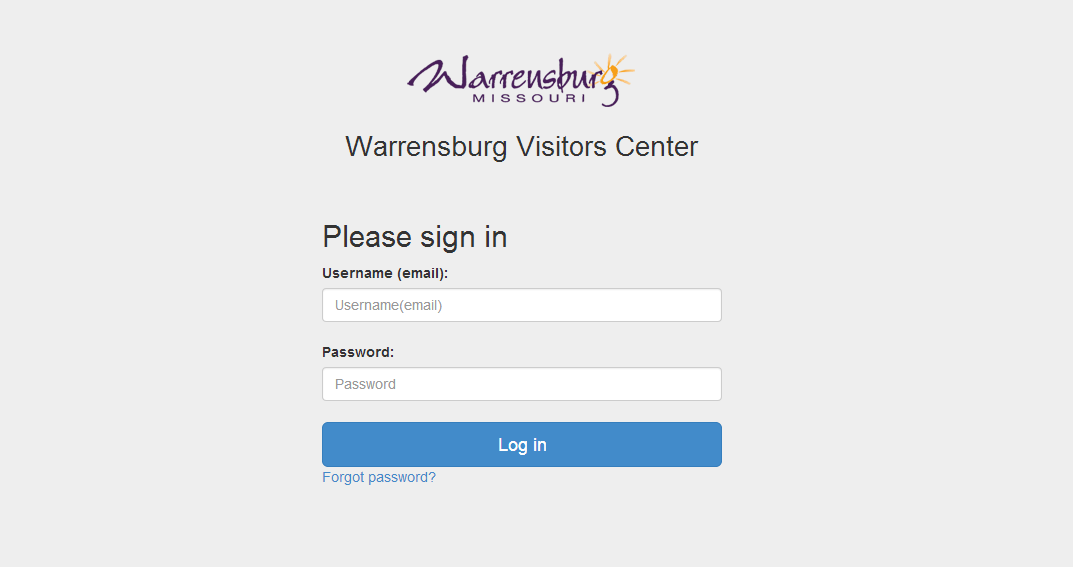 Warrensburg
MISSOURI
Warrensburg Visitors Center
Please sign in
Username (email):
Username(email)
Password:
Password
Log in
Forgot password?